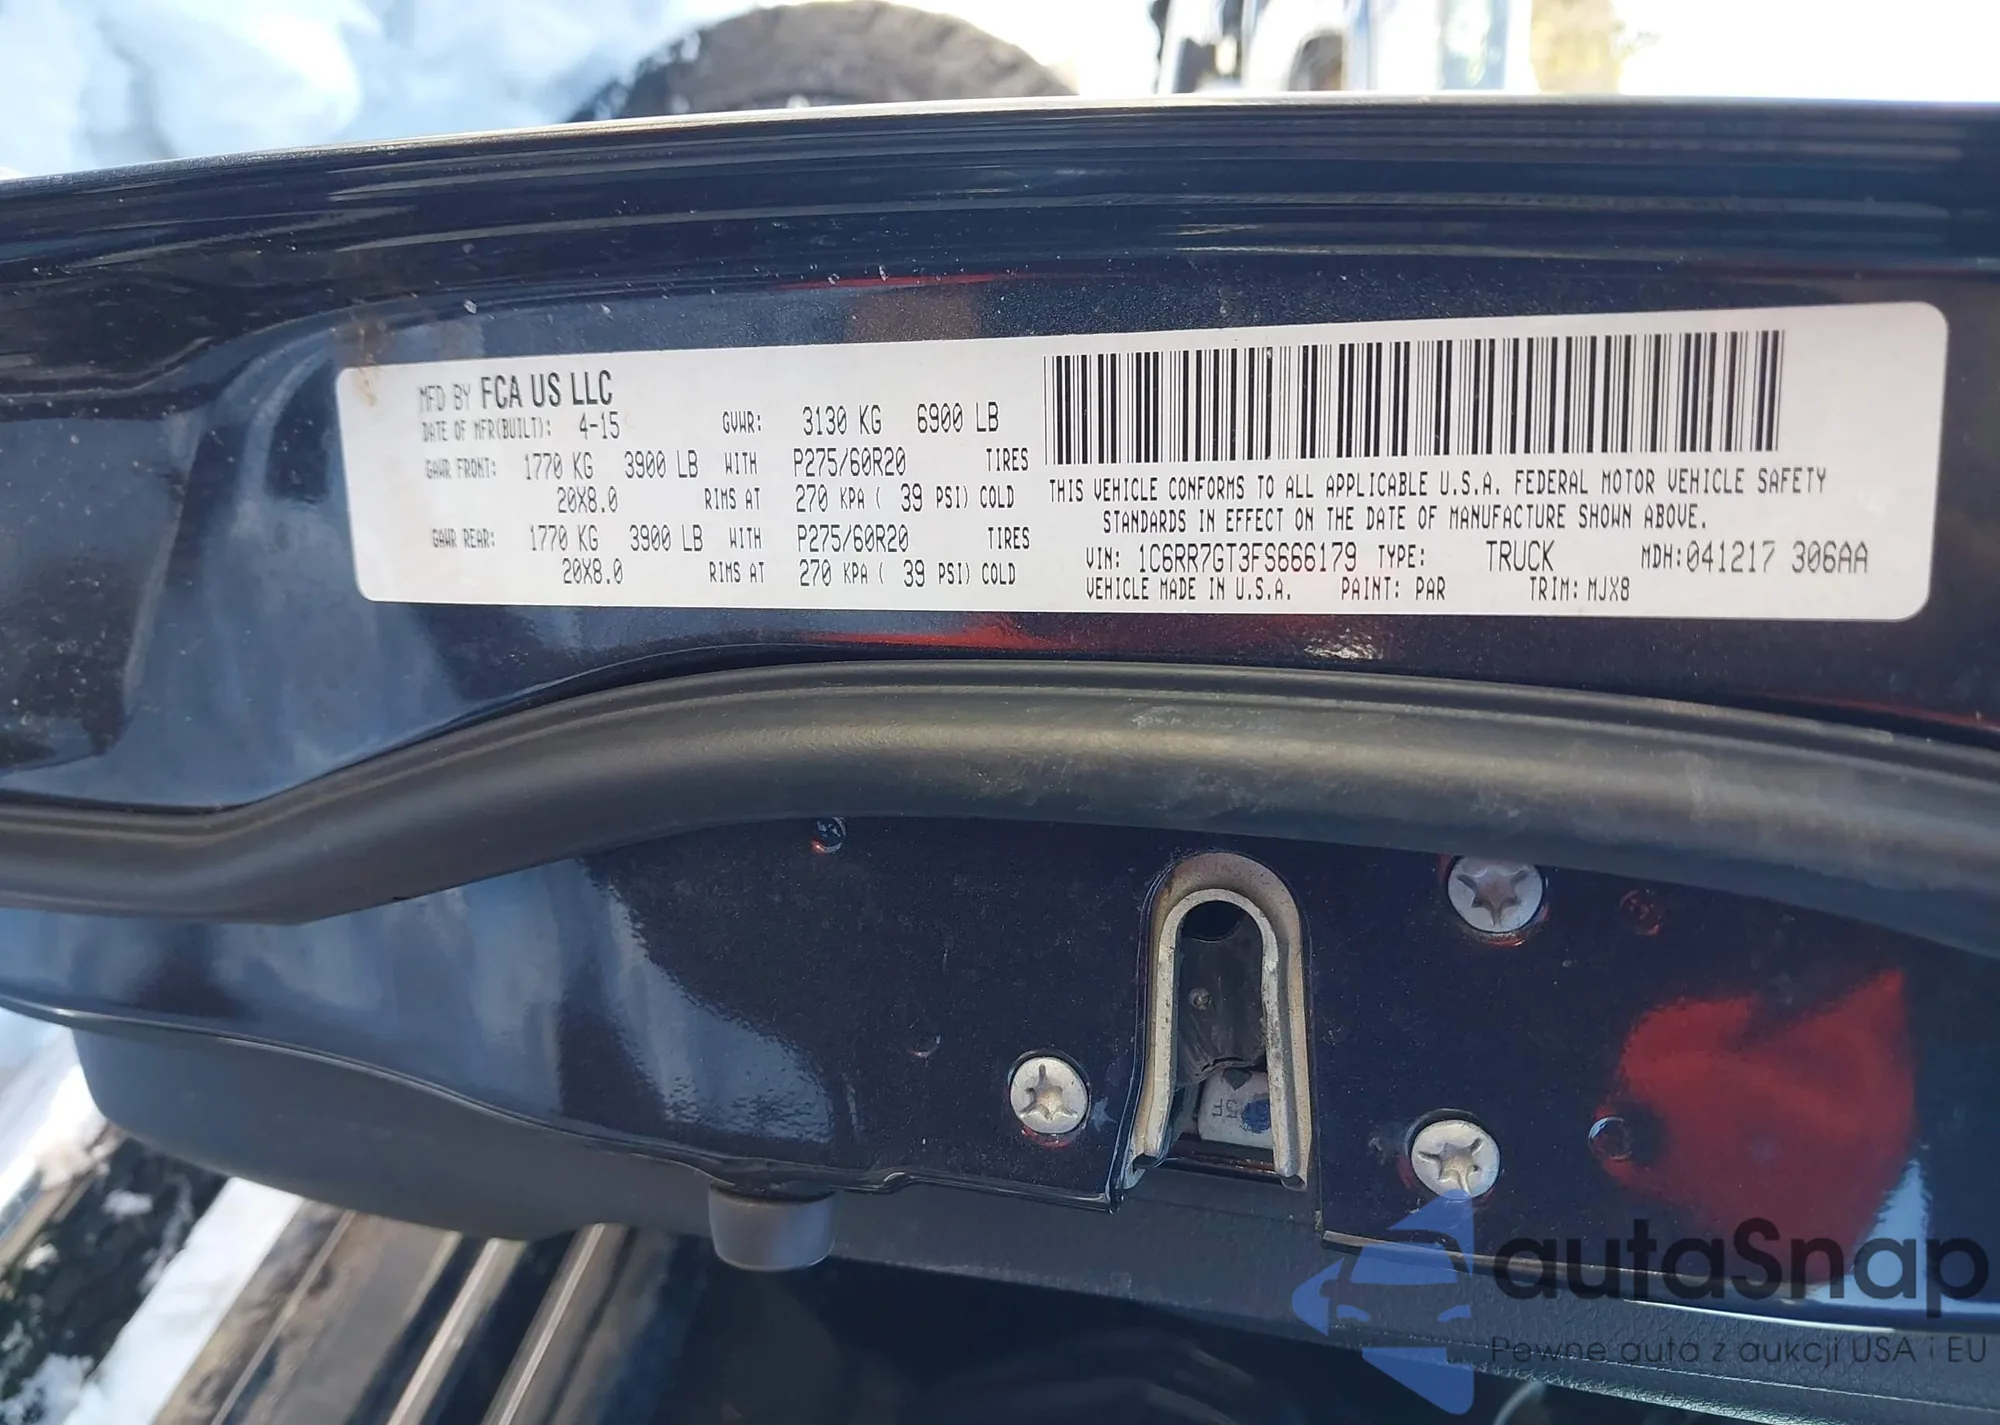 MFD BY FCA US LLC
DATE OF MFR(BUILT): 4-15 GVWR: 3130 KG 6900 LB
GAWR FRONT: 1770 KG 3900 LB WITH P275/60R20 TIRES
20X8.0 RIMS AT 270 KPA ( 39 PSI) COLD
GAWR REAR: 1770 KG 3900 LB WITH P275/60R20 TIRES
20X8.0 RIMS AT 270 KPA ( 39 PSI) COLD
THIS VEHICLE CONFORMS TO ALL APPLICABLE U.S.A. FEDERAL MOTOR VEHICLE SAFETY
STANDARDS IN EFFECT ON THE DATE OF MANUFACTURE SHOWN ABOVE.
VIN: 1C6RR7GT3FS666179 TYPE: TRUCK MDH:041217 306AA
VEHICLE MADE IN U.S.A. PAINT: PAR TRIM: MJX8
autaSnap
Pewne auta z aukcji USA i EU